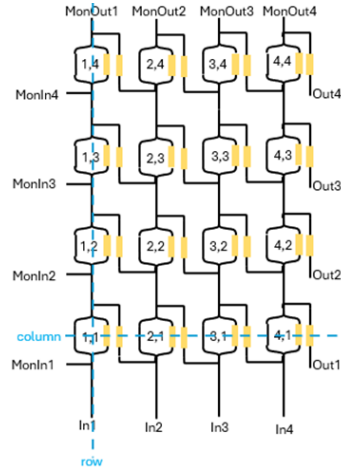 MonOut1 MonOut2 MonOut3 MonOut4
1,4 2,4 3,4 4,4
MonIn4 Out4
1,3 2,3 3,3 4,3
MonIn3 Out3
1,2 2,2 3,2 4,2
MonIn2 Out2
column 1,1 2,1 3,1 4,1
MonIn1 Out1
In1 In2 In3 In4
row